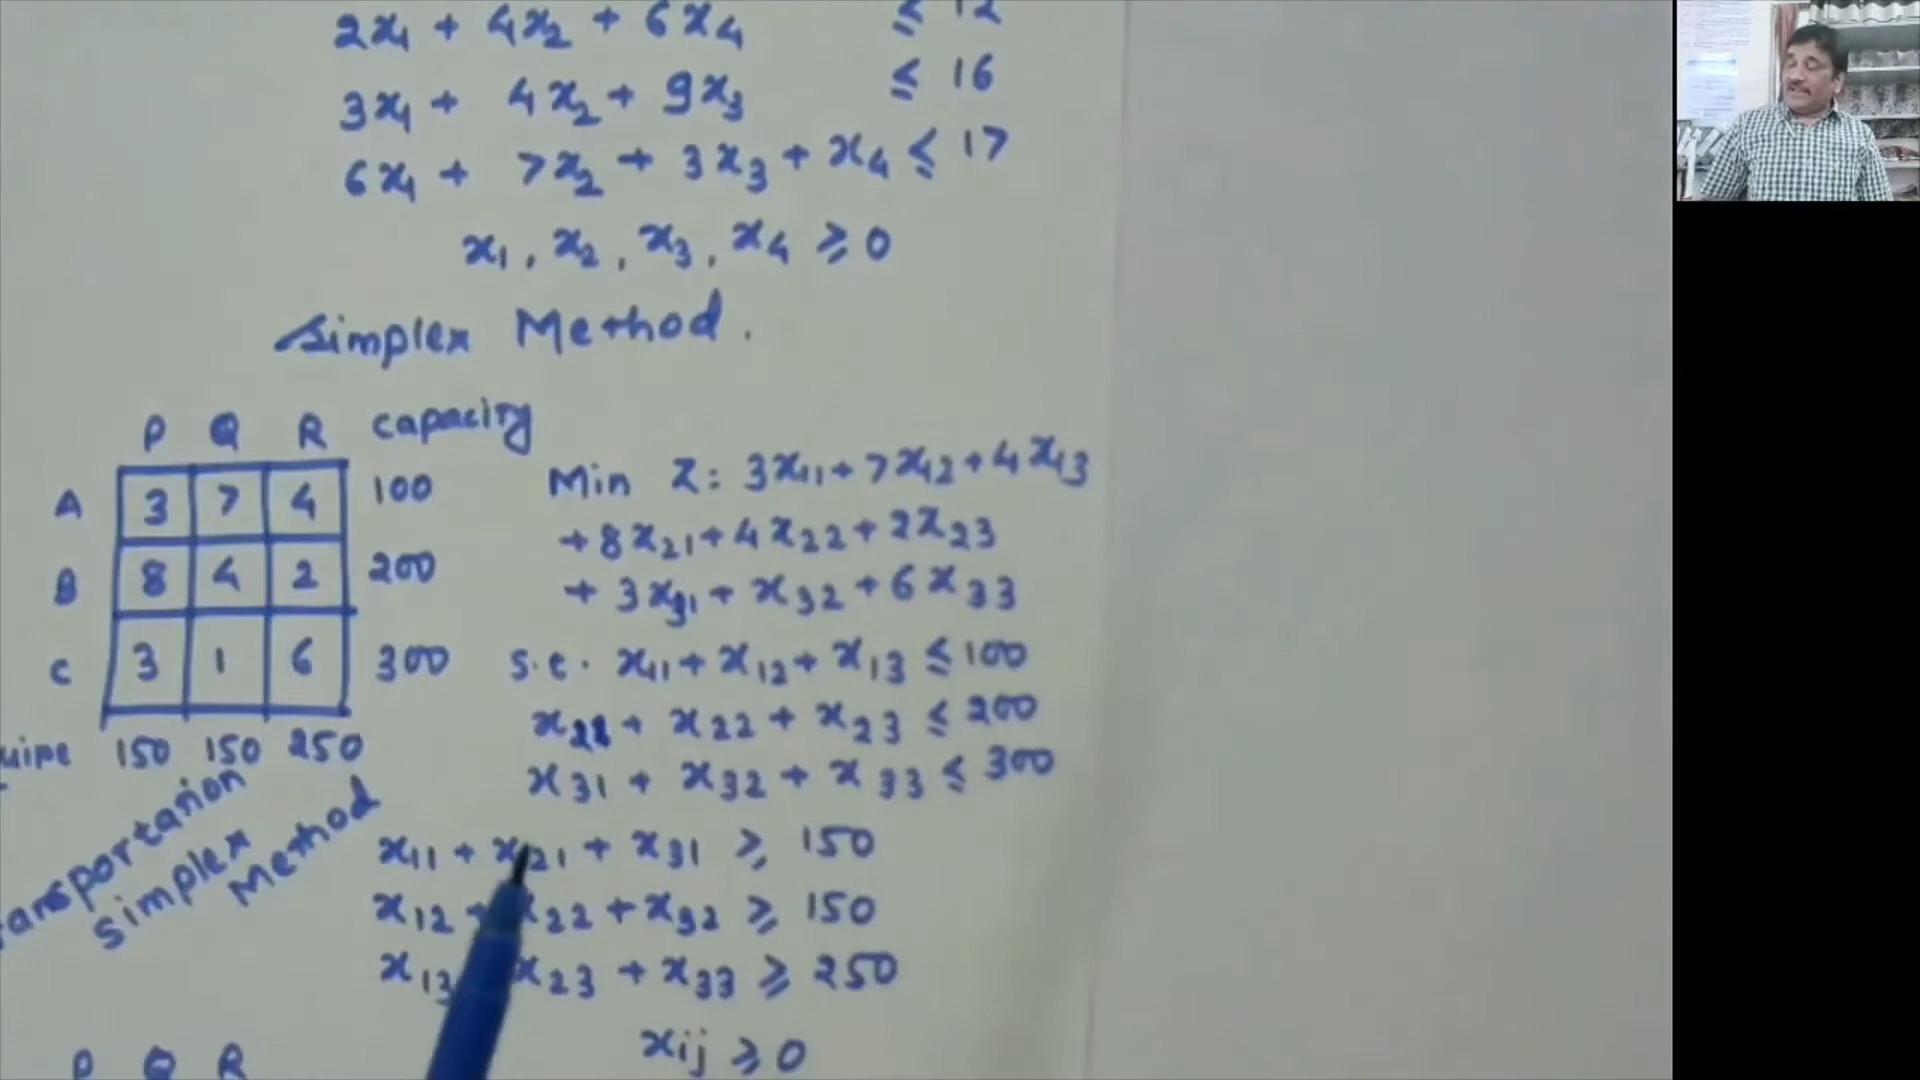 2x₁ + 4x₂ + 6x₄ ≤ 12
3x₁ + 4x₂ + 9x₃ ≤ 16
6x₁ + 7x₂ + 3x₃ + x₄ ≤ 17
x₁, x₂, x₃, x₄ ≥ 0
Simplex Method.
P Q R capacity
A 3 7 4 100
B 8 4 2 200
C 3 1 6 300
150 150 250
Simplex
Method
Min Z: 3x₁₁ + 7x₁₂ + 4x₁₃
+ 8x₂₁ + 4x₂₂ + 2x₂₃
+ 3x₃₁ + x₃₂ + 6x₃₃
s.t. x₁₁ + x₁₂ + x₁₃ ≤ 100
+ x₂₂ + x₂₃ ≤ 200
x₃₁ + x₃₂ + x₃₃ ≤ 300
x₁₁ + x₂₁ + x₃₁ ≥ 150
x₁₂ + x₂₂ + x₃₂ ≥ 150
x₁₃ x₂₃ + x₃₃ ≥ 250
xij ≥ 0
P Q R